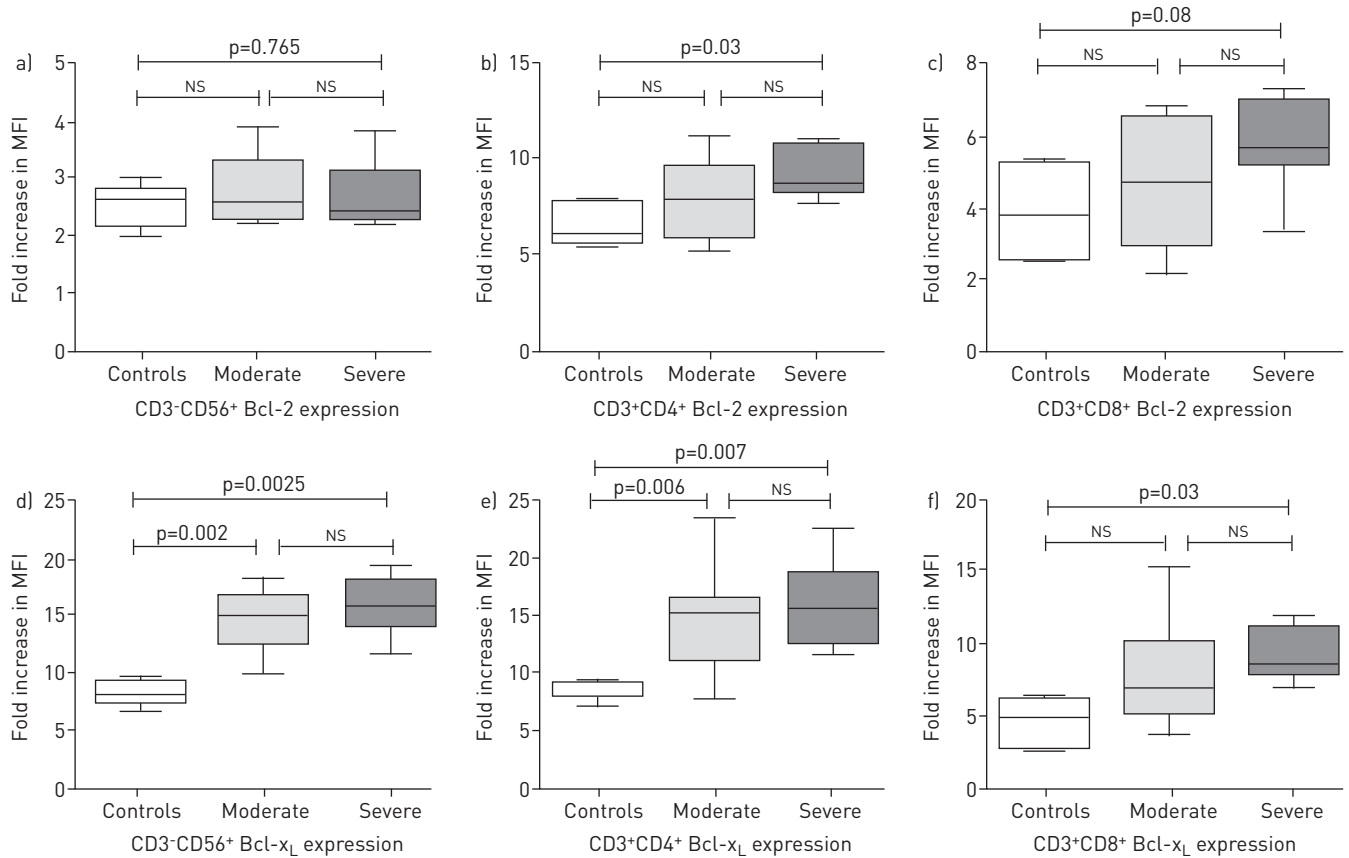 a)
p=0.765
NS NS
Fold increase in MFI
5
4
3
2
1
0
Controls Moderate Severe
CD3⁻CD56⁺ Bcl-2 expression
b)
p=0.03
NS NS
Fold increase in MFI
15
10
5
0
Controls Moderate Severe
CD3⁺CD4⁺ Bcl-2 expression
c)
p=0.08
NS NS
Fold increase in MFI
8
6
4
2
0
Controls Moderate Severe
CD3⁺CD8⁺ Bcl-2 expression
d)
p=0.0025
p=0.002 NS
Fold increase in MFI
25
20
15
10
5
0
Controls Moderate Severe
CD3⁻CD56⁺ Bcl-x<sub>L</sub> expression
e)
p=0.007
p=0.006 NS
Fold increase in MFI
25
20
15
10
5
0
Controls Moderate Severe
CD3⁺CD4⁺ Bcl-x<sub>L</sub> expression
f)
p=0.03
NS NS
Fold increase in MFI
20
15
10
5
0
Controls Moderate Severe
CD3⁺CD8⁺ Bcl-x<sub>L</sub> expression